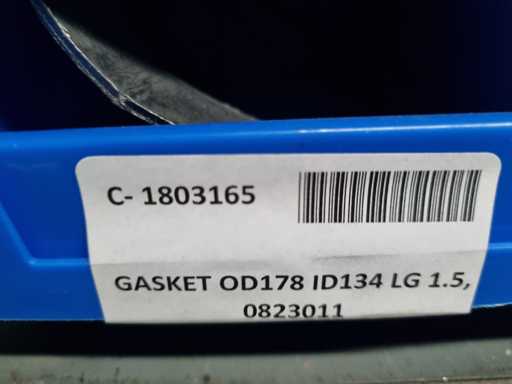 C- 1803165
GASKET OD178 ID134 LG 1.5,
0823011